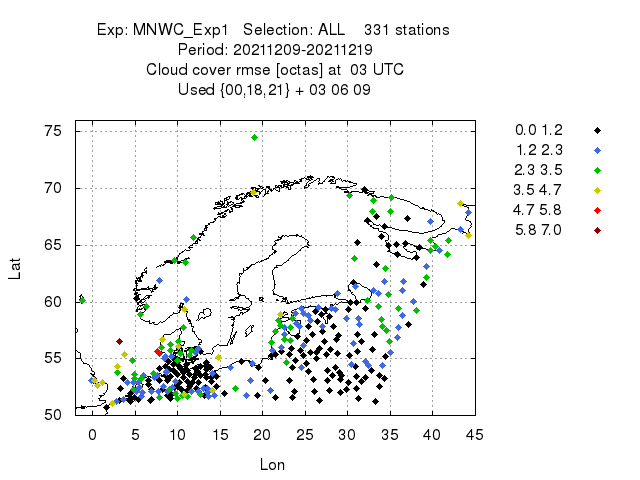 Exp: MNWC_Exp1 Selection: ALL 331 stations
Period: 20211209-20211219
Cloud cover rmse [octas] at 03 UTC
Used {00,18,21} + 03 06 09
0.0 1.2
1.2 2.3
2.3 3.5
3.5 4.7
4.7 5.8
5.8 7.0
75
70
65
60
55
50
Lat
0 5 10 15 20 25 30 35 40 45
Lon